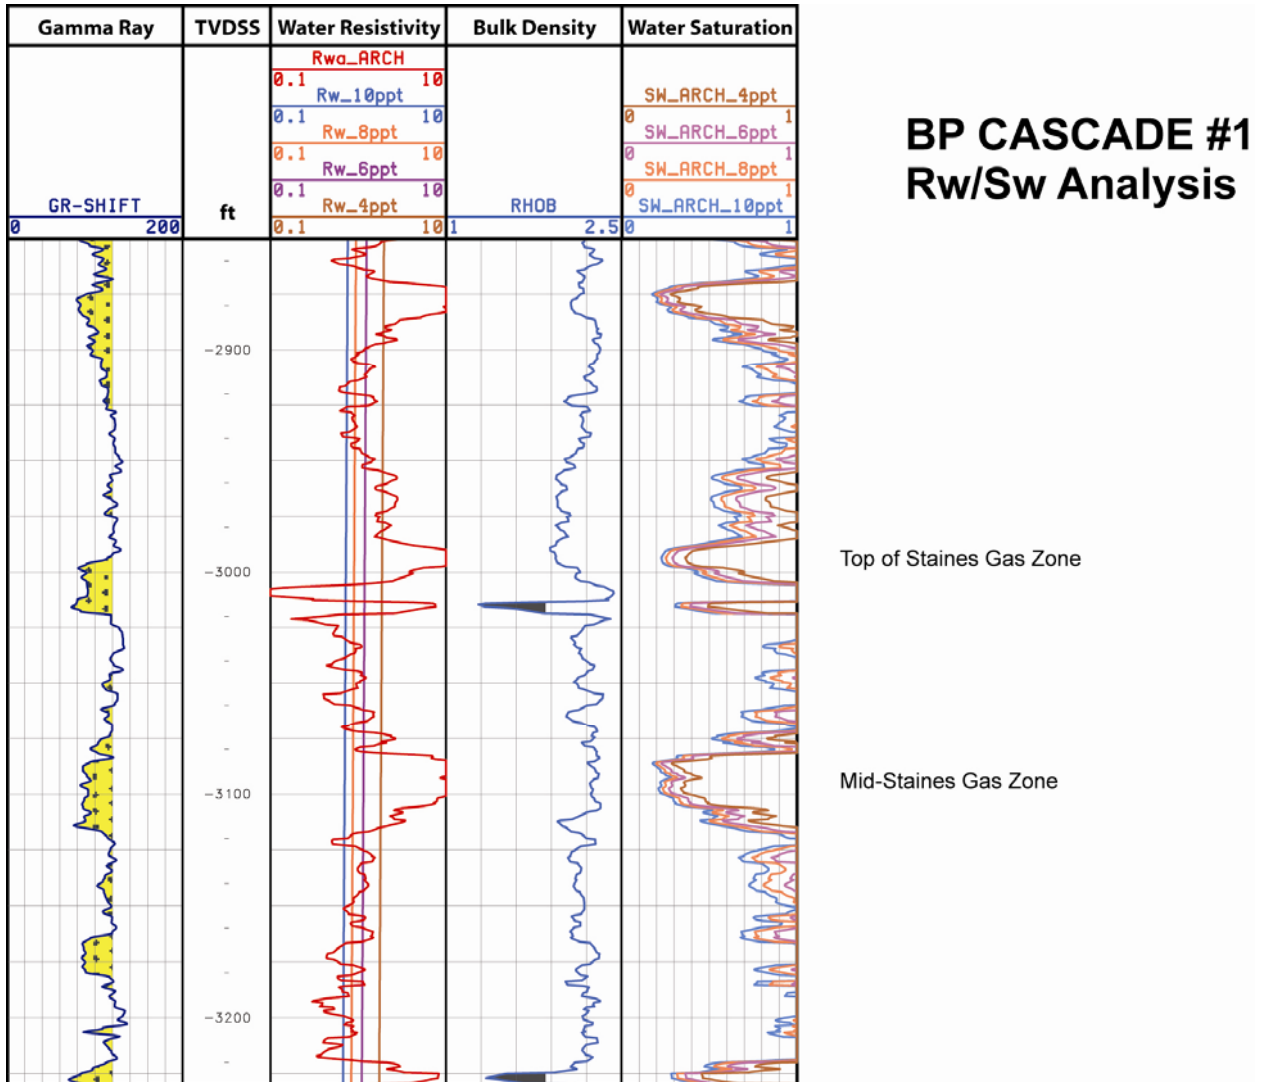 Gamma Ray TVDSS Water Resistivity Bulk Density Water Saturation
Rwa_ARCH
0.1 10
Rw_10ppt SW_ARCH_4ppt
0.1 10 0 1
Rw_8ppt SW_ARCH_6ppt
0.1 10 0 1
Rw_6ppt SW_ARCH_8ppt
0.1 10 0 1
GR-SHIFT ft Rw_4ppt RHOB SW_ARCH_10ppt
0 200 0.1 10 1 2.5 0 1
BP CASCADE #1
Rw/Sw Analysis
-2900
Top of Staines Gas Zone
-3000
Mid-Staines Gas Zone
-3100
-3200